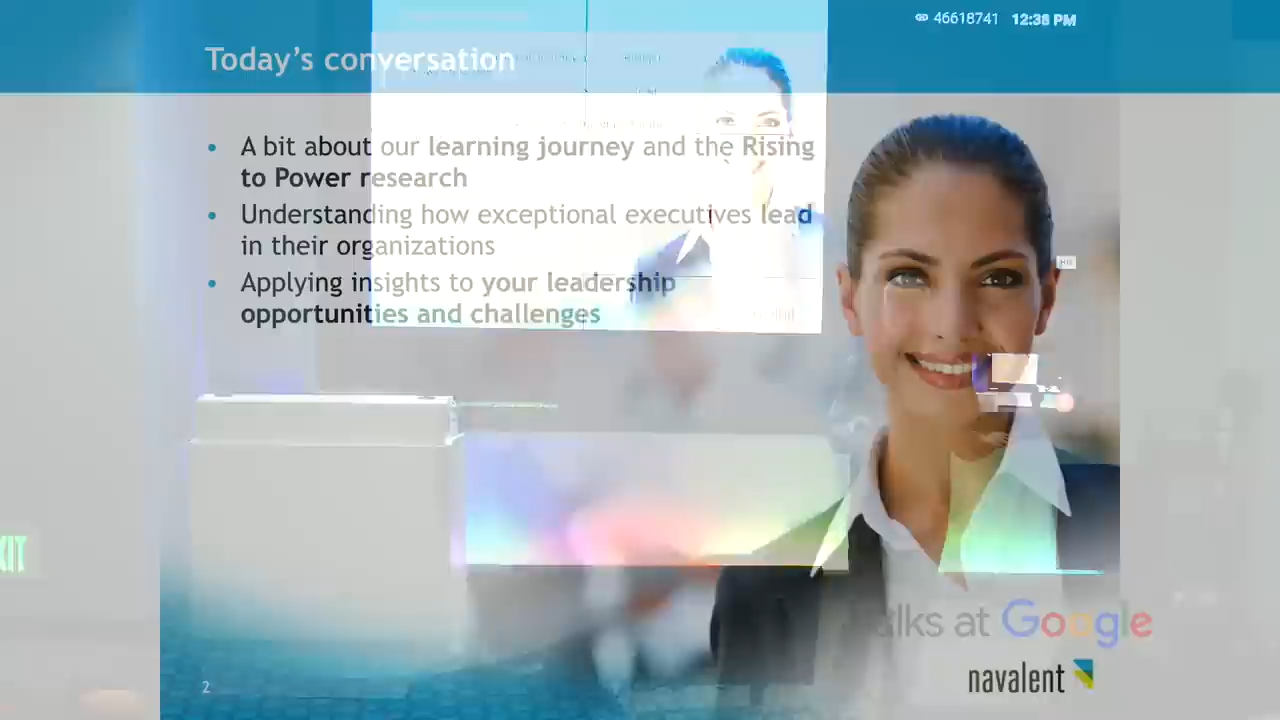 46618741 12:38 PM
Today's conversation
• A bit about our learning journey and the Rising
to Power research
• Understanding how exceptional executives lead
in their organizations
• Applying insights to your leadership
opportunities and challenges
Talks at Google
navalent
2